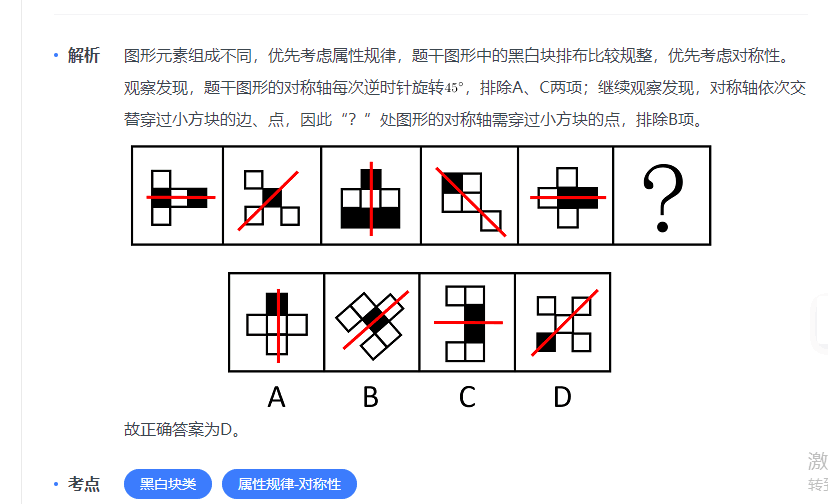 解析
图形元素组成不同，优先考虑属性规律，题干图形中的黑白块排布比较规整，优先考虑对称性。
观察发现，题干图形的对称轴每次逆时针旋转45°，排除A、C两项；继续观察发现，对称轴依次交
替穿过小方块的边、点，因此“？”处图形的对称轴需穿过小方块的点，排除B项。
?
A B C D
故正确答案为D。
考点 黑白块类 属性规律-对称性
激
转到